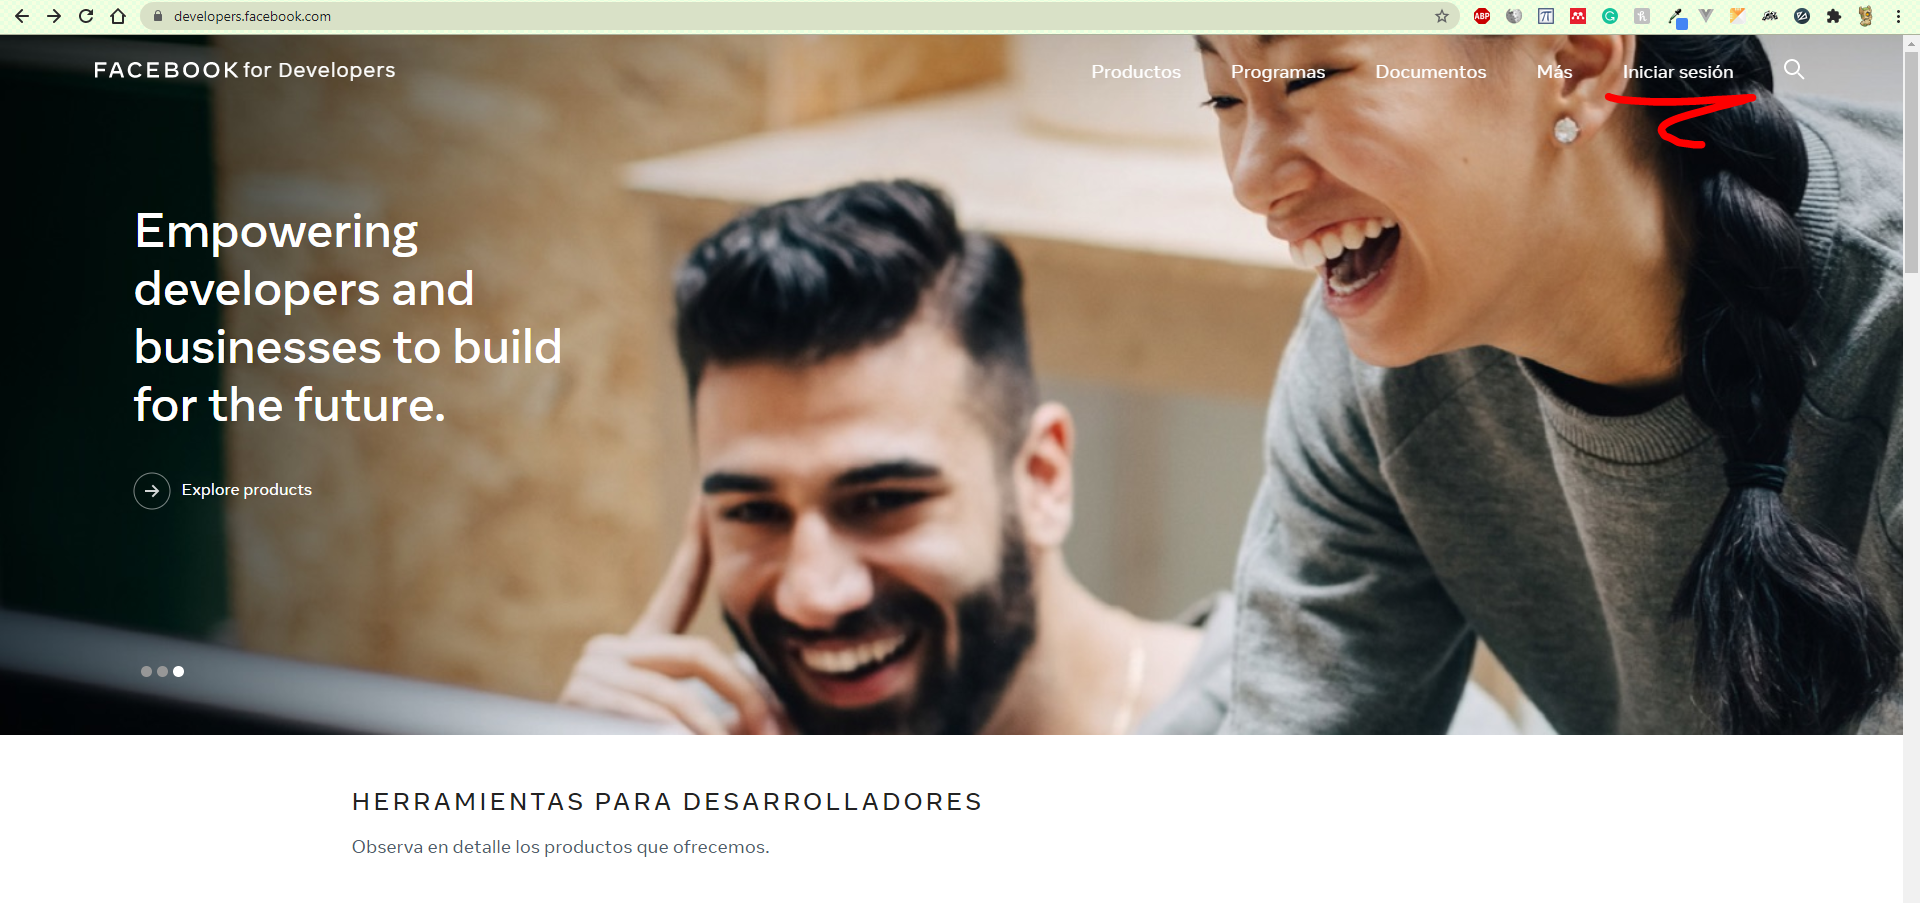 developers.facebook.com
ABP
FACEBOOK for Developers
Productos Programas Documentos Más Iniciar sesión
Empowering
developers and
businesses to build
for the future.
Explore products
HERRAMIENTAS PARA DESARROLLADORES
Observa en detalle los productos que ofrecemos.